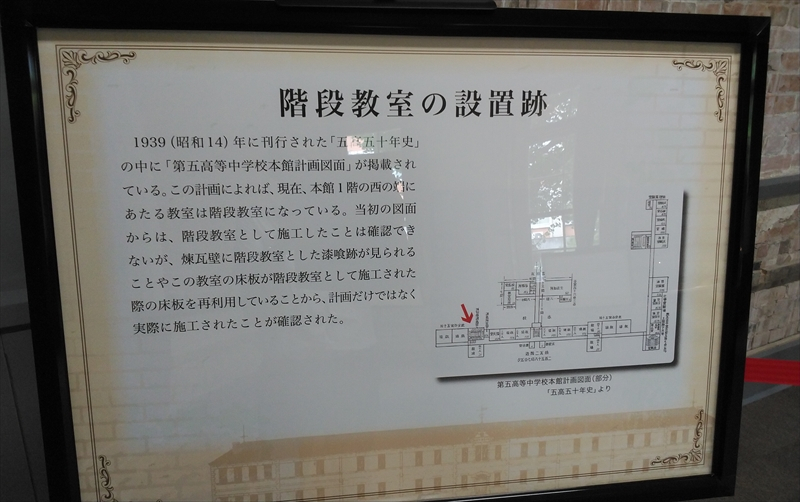 階段教室の設置跡
1939（昭和14）年に刊行された「五高五十年史」
の中に「第五高等中学校本館計画図面」が掲載され
ている。この計画によれば、現在、本館1階の西の端に
あたる教室は階段教室になっている。当初の図面
からは、階段教室として施工したことは確認でき
ないが、煉瓦壁に階段教室とした漆喰跡が見られる
ことやこの教室の床板が階段教室として施工された
際の床板を再利用していることから、計画だけではなく
実際に施工されたことが確認された。
第五高等中学校本館計画図面（部分）
「五高五十年史」より